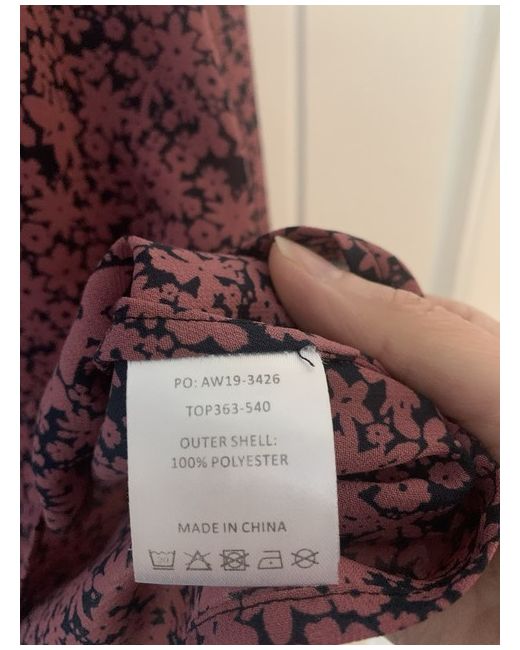 PO: AW19-3426
TOP363-540
OUTER SHELL:
100% POLYESTER
MADE IN CHINA